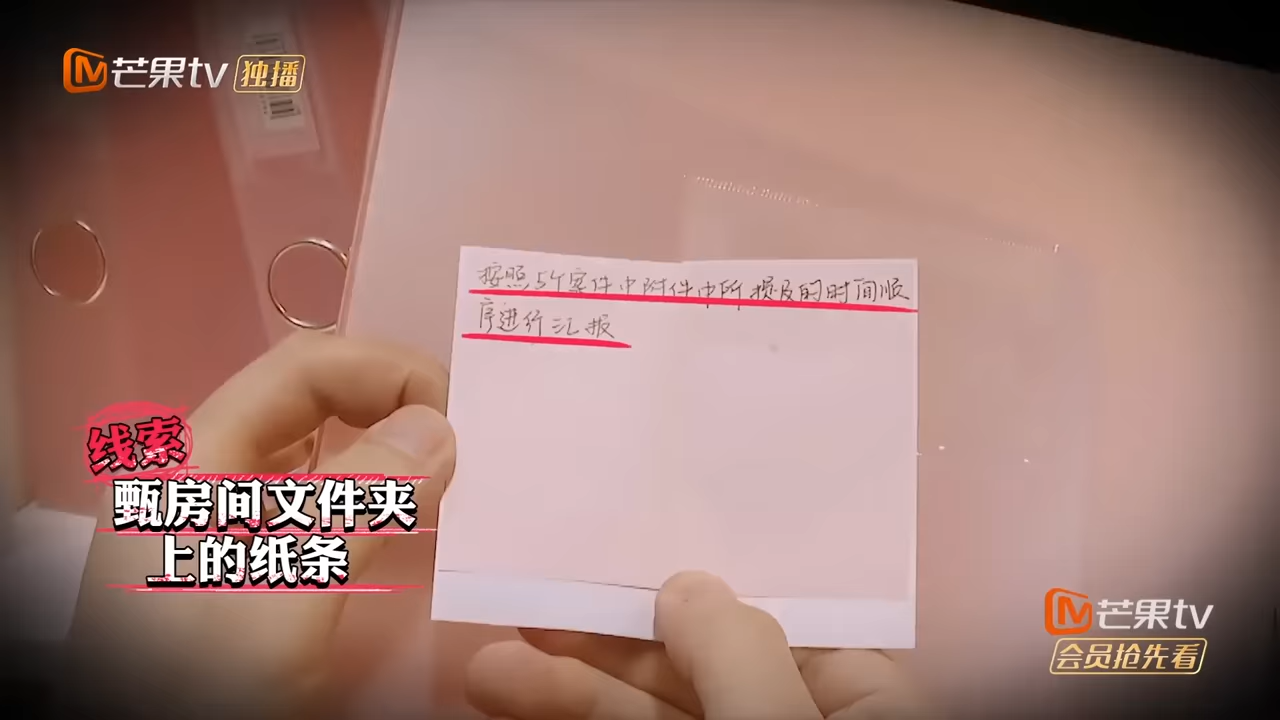 芒果tv 独播
按照5个案件中附件中所损及的时间顺
序进行汇报
线索
甄房间文件夹
上的纸条
芒果tv
会员抢先看